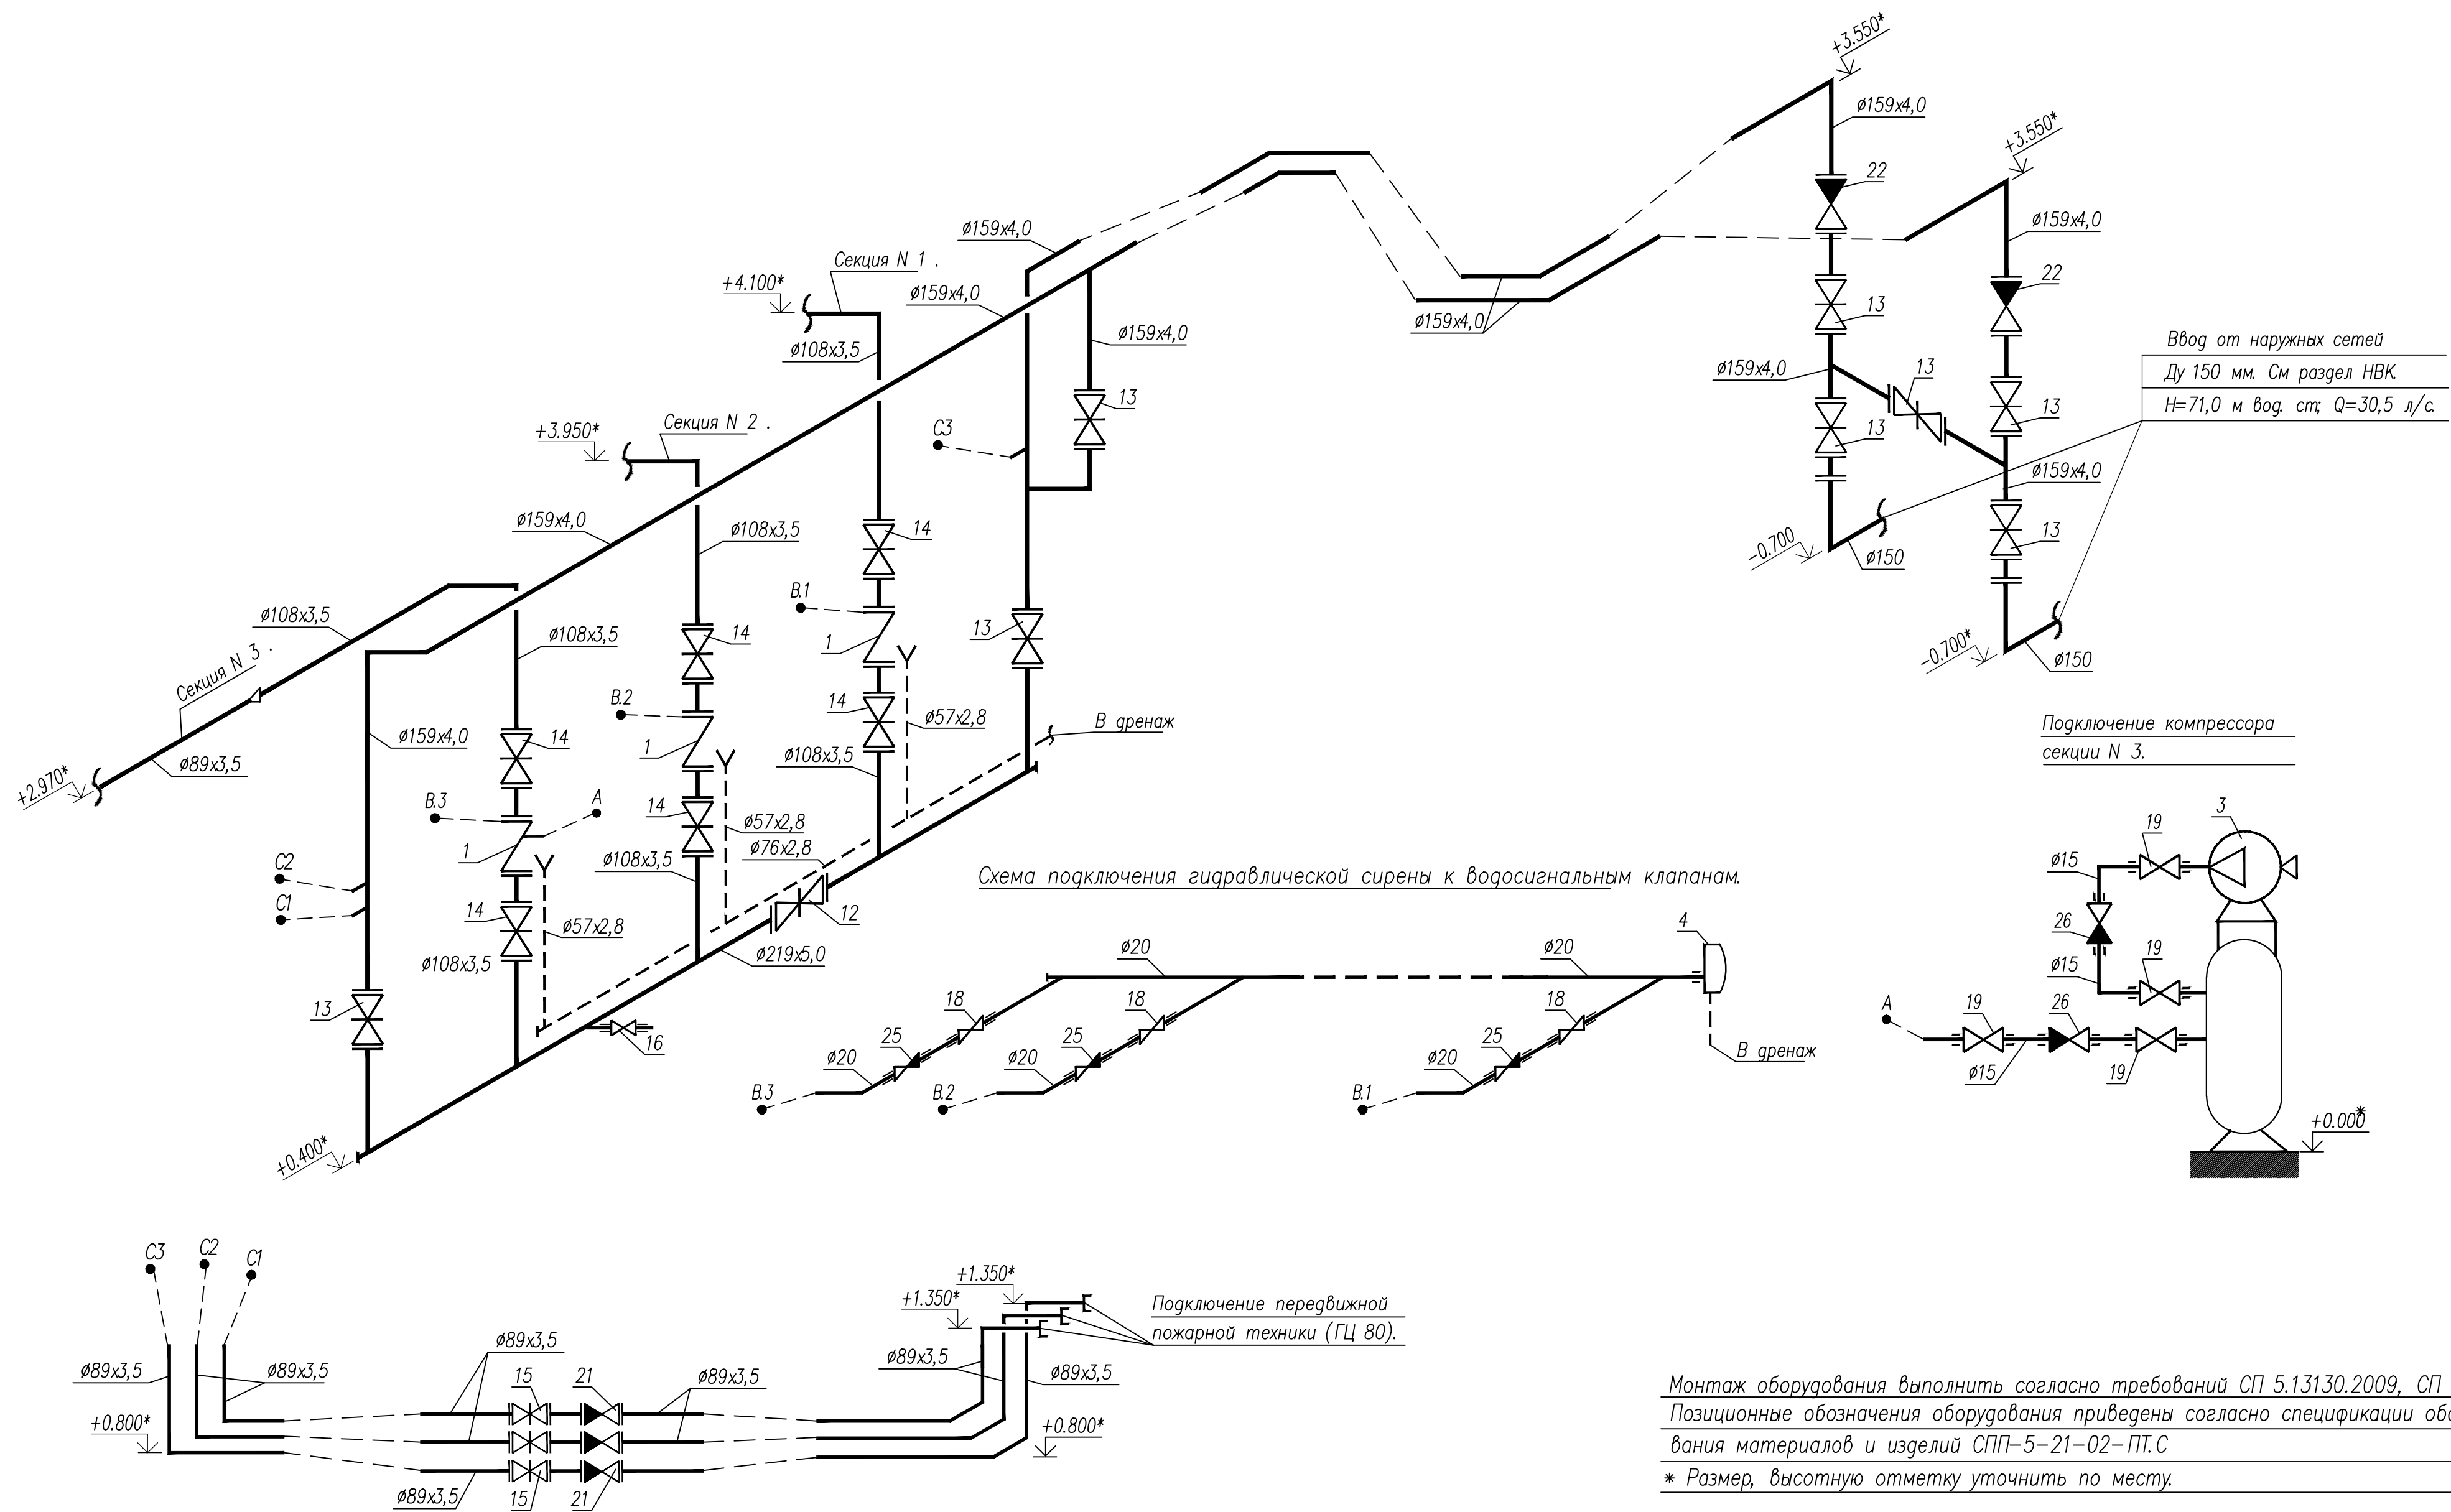 +3.550*
ø159x4,0
+3.550*
22
ø159x4,0
ø159x4,0
Секция N 1 .
22
+4.100*
ø159x4,0
13
ø159x4,0
ø159x4,0
Ввод от наружных сетей
ø108x3,5
ø159x4,0
13
Ду 150 мм. См раздел НВК.
13
13
Н=71,0 м вод. ст; Q=30,5 л/с.
Секция N 2 .
+3.950*
С3
13
ø159x4,0
ø159x4,0
ø108x3,5
14
13
-0.700
ø150
В.1
ø108x3,5
ø108x3,5
14
1
13
Секция N 3 .
-0.700*
ø150
В.2
14
ø57x2,8
В дренаж
Подключение компрессора
секции N 3.
ø159x4,0
14
1
ø108x3,5
ø89x3,5
+2.970*
В.3
А
14
ø57x2,8
19
3
1
ø76x2,8
ø108x3,5
ø15
С2
Схема подключения гидравлической сирены к водосигнальным клапанам.
С1
14
ø57x2,8
12
4
26
ø108x3,5
ø219x5,0
ø20
ø20
ø15
19
13
18
18
18
А
19
26
16
25
25
25
ø20
ø20
ø20
В дренаж
ø15
19
В.3
В.2
В.1
+0.000*
+0.400*
С3
С2
С1
+1.350*
+1.350*
Подключение передвижной
пожарной техники (ГЦ 80).
ø89x3,5
ø89x3,5
ø89x3,5
ø89x3,5
15
21
ø89x3,5
ø89x3,5
+0.800*
+0.800*
ø89x3,5
15
21
Монтаж оборудования выполнить согласно требований СП 5.13130.2009, СП
Позиционные обозначения оборудования приведены согласно спецификации обо
вания материалов и изделий СПП-5-21-02-ПТ.С
* Размер, высотную отметку уточнить по месту.